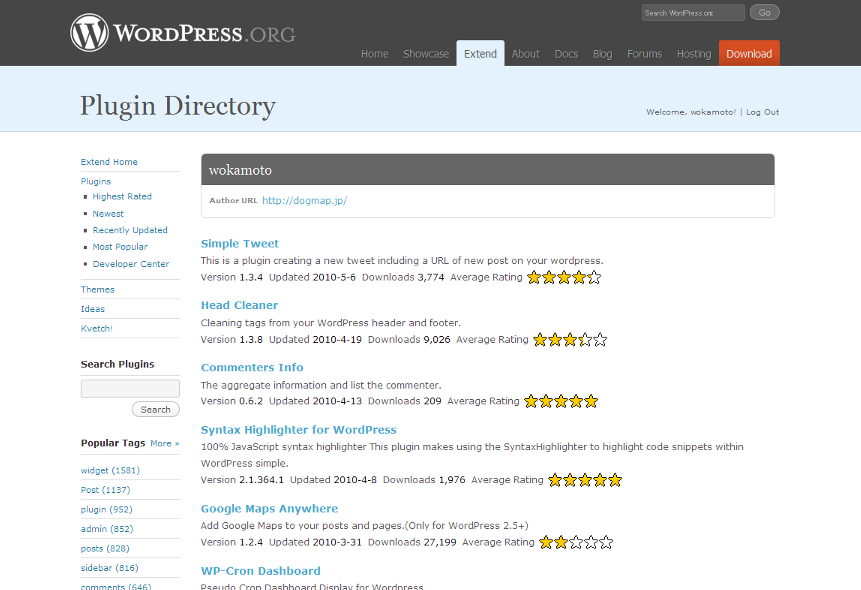 WORDPRESS.ORG
Search WordPress.org
Go
Home Showcase Extend About Docs Blog Forums Hosting Download
Plugin Directory
Welcome, wokamoto! | Log Out
Extend Home
Plugins
Highest Rated
Newest
Recently Updated
Most Popular
Developer Center
Themes
Ideas
Kvetch!
Search Plugins
Search
Popular Tags More »
widget (1581)
Post (1137)
plugin (952)
admin (852)
posts (828)
sidebar (816)
comments (646)
wokamoto
Author URL http://dogmap.jp/
Simple Tweet
This is a plugin creating a new tweet including a URL of new post on your wordpress.
Version 1.3.4 Updated 2010-5-6 Downloads 3,774 Average Rating
Head Cleaner
Cleaning tags from your WordPress header and footer.
Version 1.3.8 Updated 2010-4-19 Downloads 9,026 Average Rating
Commenters Info
The aggregate information and list the commenter.
Version 0.6.2 Updated 2010-4-13 Downloads 209 Average Rating
Syntax Highlighter for WordPress
100% JavaScript syntax highlighter This plugin makes using the SyntaxHighlighter to highlight code snippets within
WordPress simple.
Version 2.1.364.1 Updated 2010-4-8 Downloads 1,976 Average Rating
Google Maps Anywhere
Add Google Maps to your posts and pages.(Only for WordPress 2.5+)
Version 1.2.4 Updated 2010-3-31 Downloads 27,199 Average Rating
WP-Cron Dashboard
Pseudo Cron Dashboard Display for Wordpress